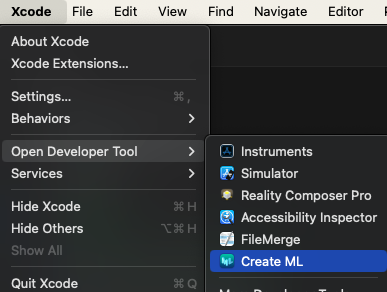 Xcode File Edit View Find Navigate Editor
About Xcode
Xcode Extensions...
Settings... ⌘ ,
Behaviors
Open Developer Tool
Services
Hide Xcode ⌘ H
Hide Others ⌥⌘ H
Show All
Quit Xcode ⌘ Q
Instruments
Simulator
Reality Composer Pro
Accessibility Inspector
FileMerge
Create ML